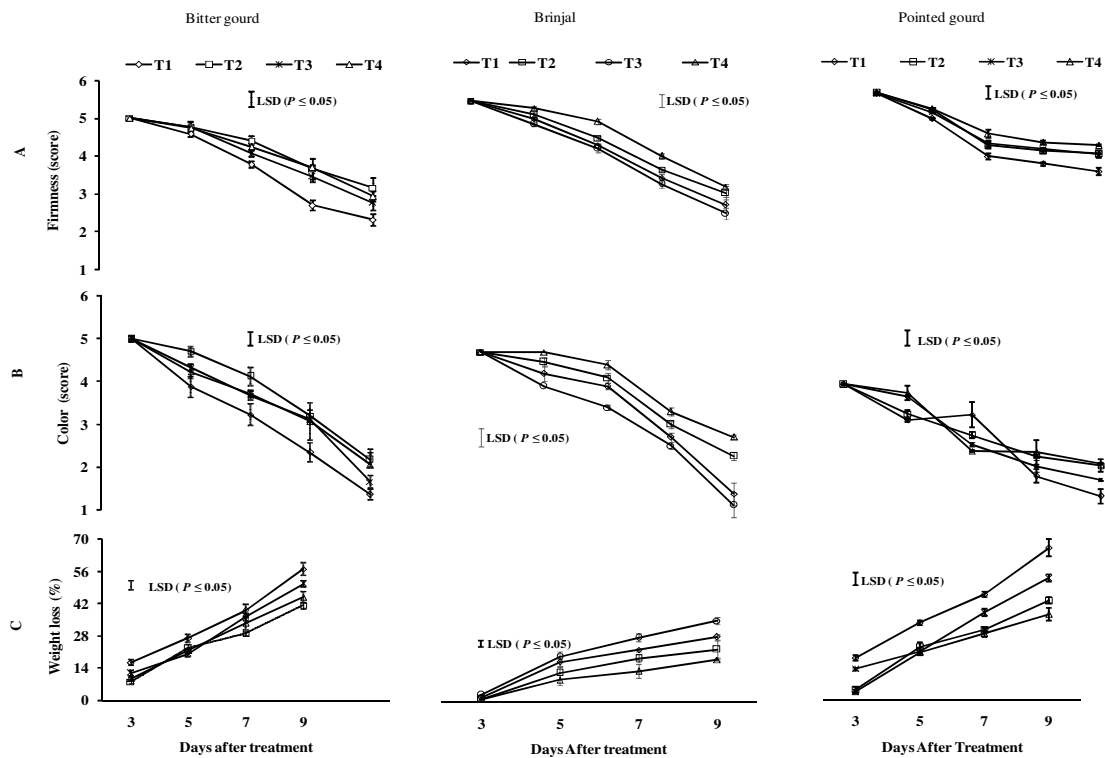 Bitter gourd
Brinjal
Pointed gourd
T1 T2 T3 T4
T1 T2 T3 T4
T1 T2 T3 T4
A
Firmness (score)
6
5
4
3
2
1
LSD (P ≤ 0.05)
LSD (P ≤ 0.05)
LSD (P ≤ 0.05)
B
Color (score)
6
5
4
3
2
1
LSD ( P ≤ 0.05)
LSD ( P ≤ 0.05)
LSD ( P ≤ 0.05)
C
Weight loss (%)
70
56
42
28
14
0
LSD ( P ≤ 0.05)
LSD ( P ≤ 0.05)
LSD ( P ≤ 0.05)
3 5 7 9
3 5 7 9
3 5 7 9
Days after treatment
Days After treatment
Days After Treatment